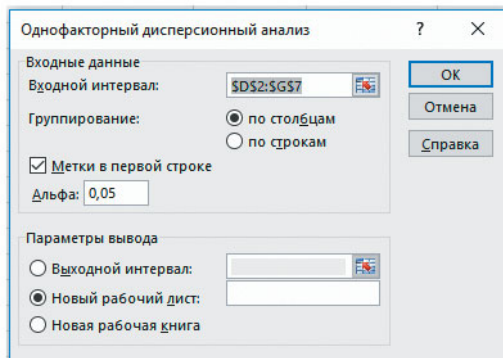 Однофакторный дисперсионный анализ
? ×
Входные данные
Входной интервал: $D$2:$G$7
Группирование: по столбцам
по строкам
Метки в первой строке
Альфа: 0,05
ОК
Отмена
Справка
Параметры вывода
Выходной интервал:
Новый рабочий лист:
Новая рабочая книга